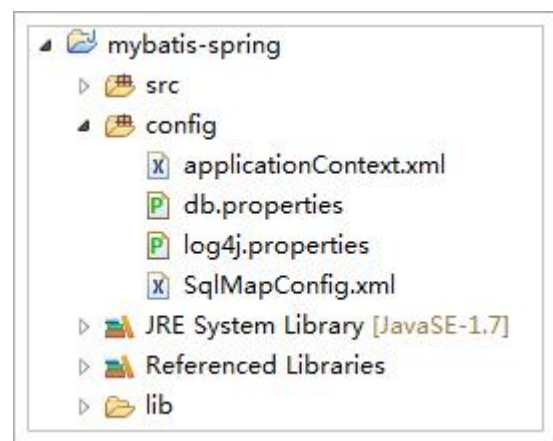 mybatis-spring
src
config
applicationContext.xml
db.properties
log4j.properties
SqlMapConfig.xml
JRE System Library [JavaSE-1.7]
Referenced Libraries
lib